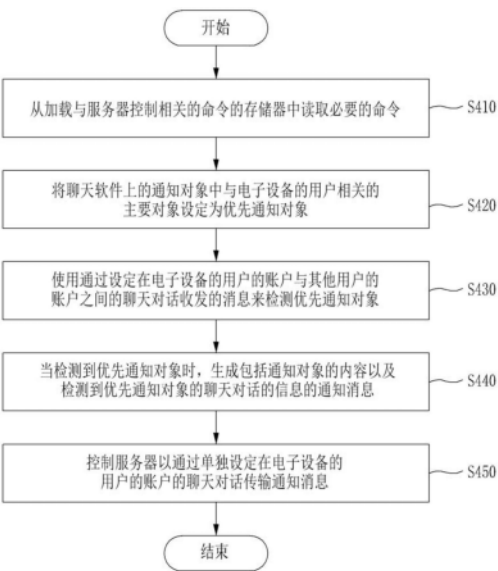 开始
从加载与服务器控制相关的命令的存储器中读取必要的命令
S410
将聊天软件上的通知对象中与电子设备的用户相关的
主要对象设定为优先通知对象
S420
使用通过设定在电子设备的用户的账户与其他用户的
账户之间的聊天对话收发的消息来检测优先通知对象
S430
当检测到优先通知对象时，生成包括通知对象的内容以及
检测到优先通知对象的聊天对话的信息的通知消息
S440
控制服务器以通过单独设定在电子设备的
用户的账户的聊天对话传输通知消息
S450
结束